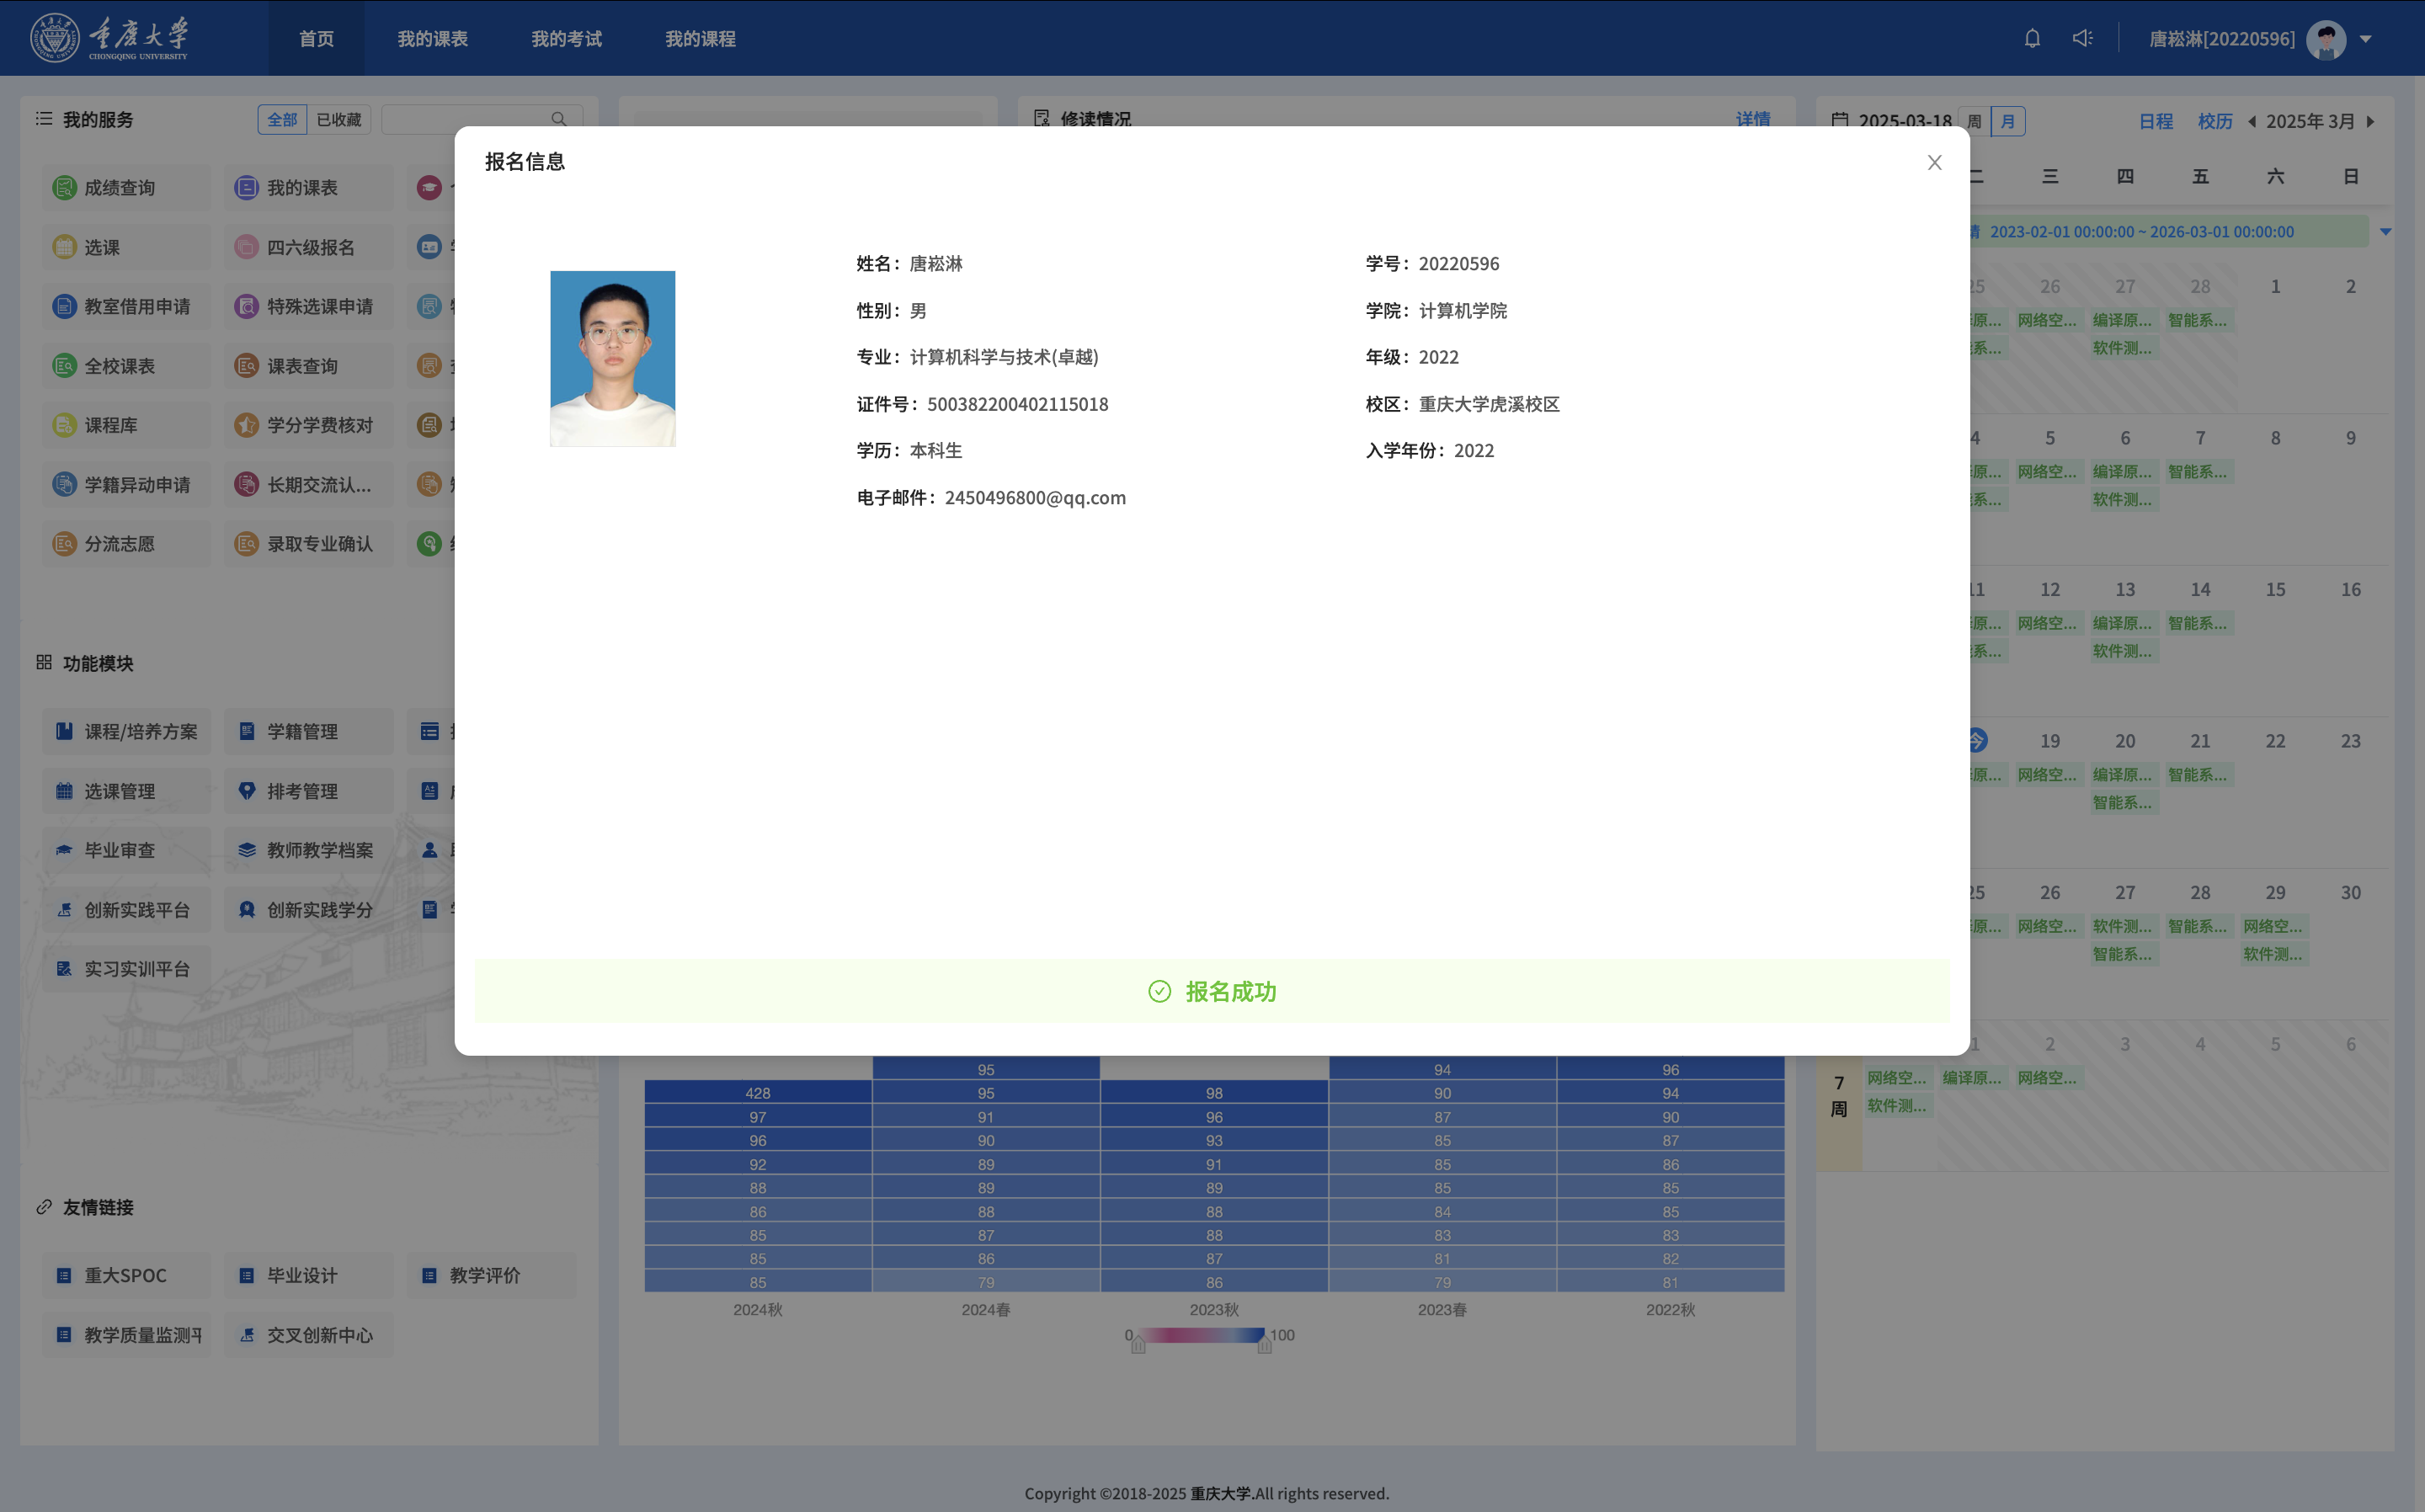 重庆大学
CHONGQING UNIVERSITY
首页 我的课表 我的考试 我的课程
唐崧淋[20220596]
我的服务 全部 已收藏
成绩查询 我的课表
选课 四六级报名
教室借用申请 特殊选课申请
全校课表 课表查询
课程库 学分学费核对
学籍异动申请 长期交流认...
分流志愿 录取专业确认
功能模块
课程/培养方案 学籍管理
选课管理 排考管理
毕业审查 教师教学档案
创新实践平台 创新实践学分
实习实训平台
友情链接
重大SPOC 毕业设计 教学评价
教学质量监测平 交叉创新中心
修读情况 详情
报名信息
姓名：唐崧淋 学号：20220596
性别：男 学院：计算机学院
专业：计算机科学与技术(卓越) 年级：2022
证件号：500382200402115018 校区：重庆大学虎溪校区
学历：本科生 入学年份：2022
电子邮件：2450496800@qq.com
报名成功
95 94 96
428 95 98 90 94
97 91 96 87 90
96 90 93 85 87
92 89 91 85 86
88 89 89 85 85
86 88 88 84 85
85 87 88 83 83
85 86 87 81 82
85 79 86 79 81
2024秋 2024春 2023秋 2023春 2022秋
0 100
2025-03-18 周 月 日程 校历 2025年 3月
二 三 四 五 六 日
请 2023-02-01 00:00:00 ~ 2026-03-01 00:00:00
25 26 27 28 1 2
原... 网络空... 编译原... 智能系...
系... 软件测...
4 5 6 7 8 9
原... 网络空... 编译原... 智能系...
系... 软件测...
11 12 13 14 15 16
原... 网络空... 编译原... 智能系...
系... 软件测...
今 19 20 21 22 23
原... 网络空... 编译原... 智能系...
智能系...
25 26 27 28 29 30
原... 网络空... 软件测... 智能系... 网络空...
智能系... 软件测...
1 2 3 4 5 6
7
周
网络空... 编译原... 网络空...
软件测...
Copyright ©2018-2025 重庆大学.All rights reserved.